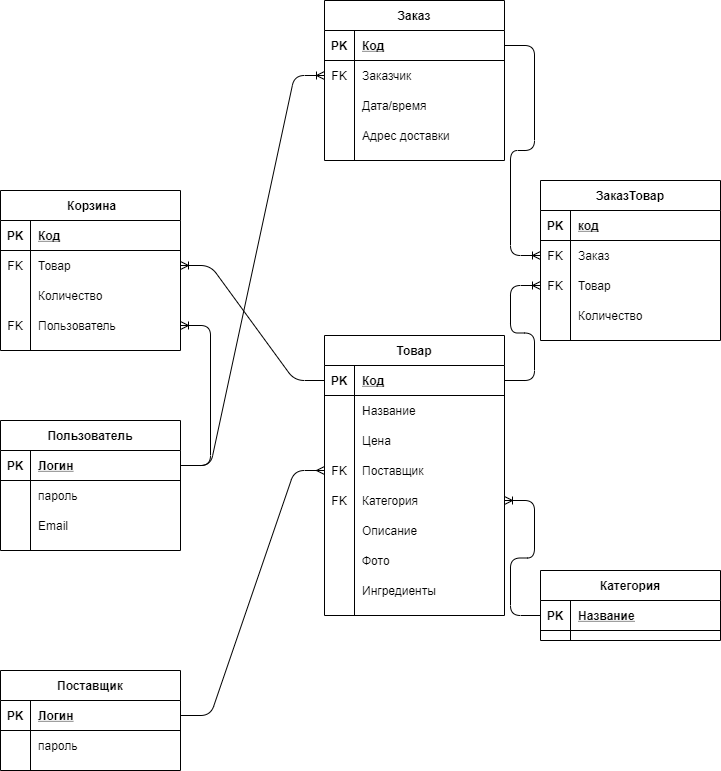 Заказ
PK Код
FK Заказчик
Дата/время
Адрес доставки
Корзина
PK Код
FK Товар
Количество
FK Пользователь
ЗаказТовар
PK код
FK Заказ
FK Товар
Количество
Товар
PK Код
Название
Цена
FK Поставщик
FK Категория
Описание
Фото
Ингредиенты
Пользователь
PK Логин
пароль
Email
Категория
PK Название
Поставщик
PK Логин
пароль